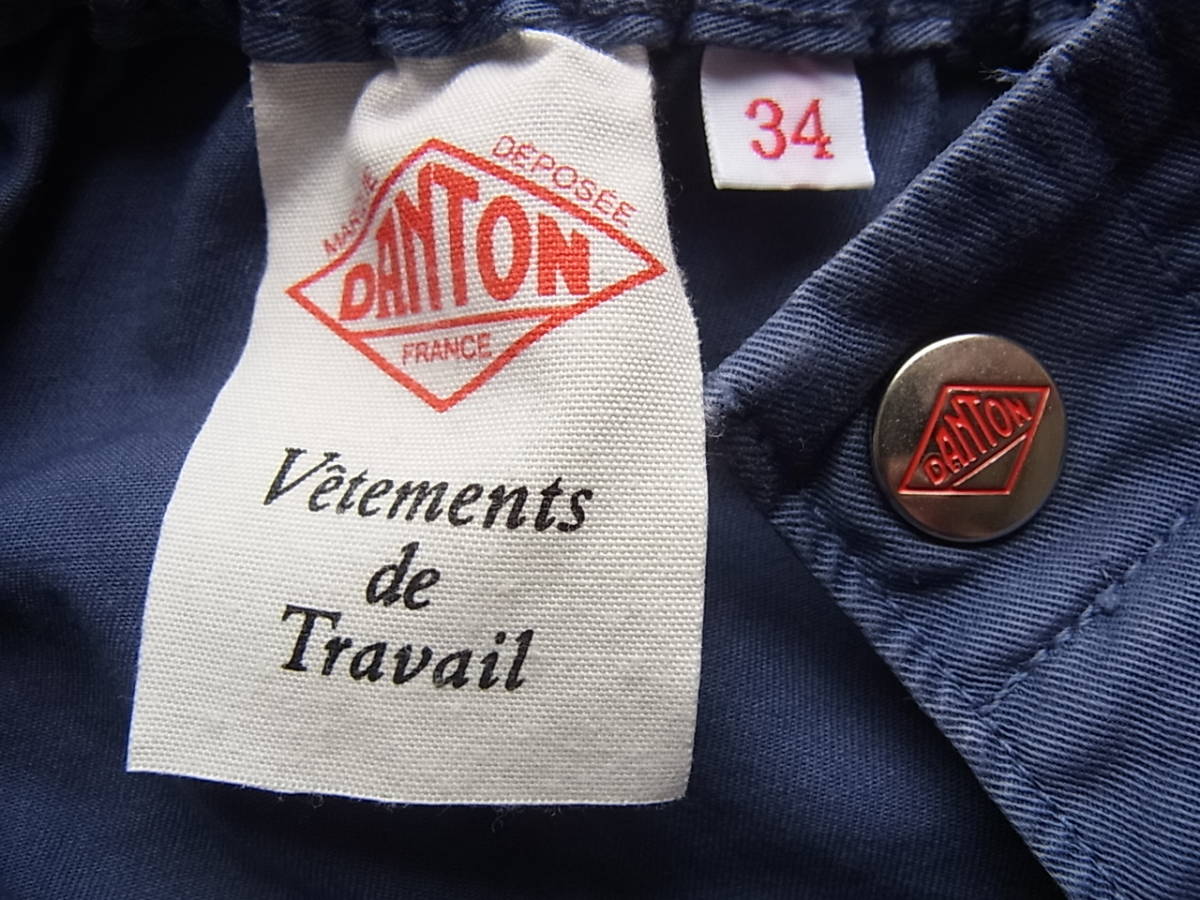 MARQUE DÉPOSÉE
DANTON
FRANCE
Vêtements
de
Travail
34
DANTON